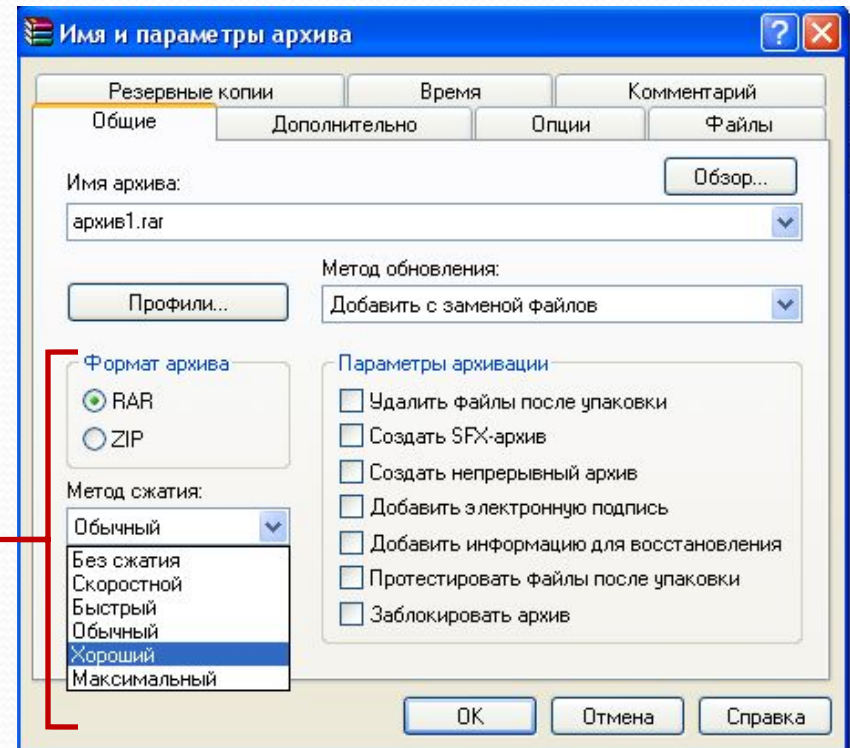 Имя и параметры архива
Резервные копии Время Комментарий
Общие Дополнительно Опции Файлы
Имя архива: Обзор...
архив1.rar
Метод обновления:
Профили... Добавить с заменой файлов
Формат архива
RAR
ZIP
Метод сжатия:
Обычный
Без сжатия
Скоростной
Быстрый
Обычный
Хороший
Максимальный
Параметры архивации
Удалить файлы после упаковки
Создать SFX-архив
Создать непрерывный архив
Добавить электронную подпись
Добавить информацию для восстановления
Протестировать файлы после упаковки
Заблокировать архив
OK Отмена Справка